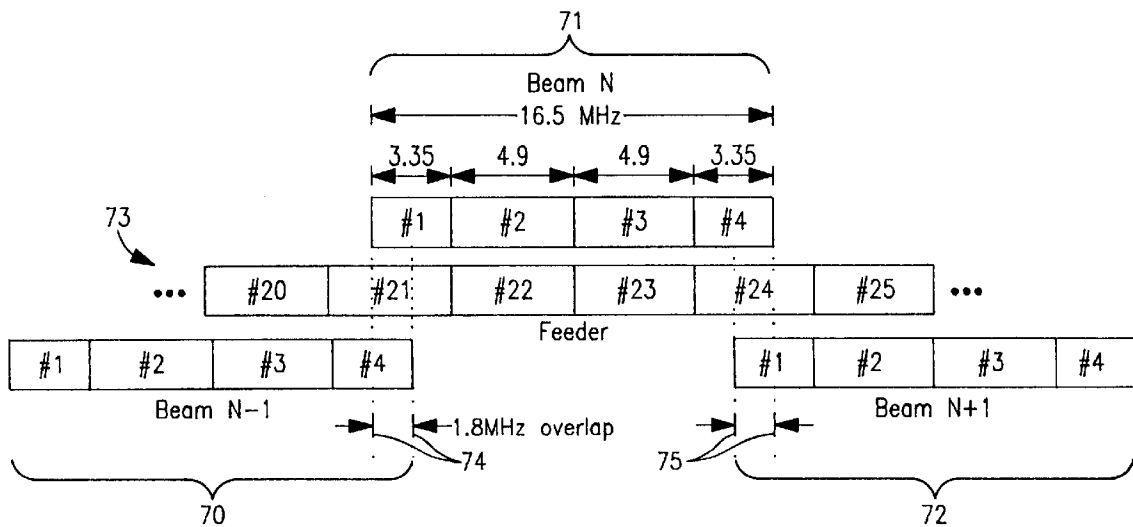 71
Beam N
16.5 MHz
3.35 4.9 4.9 3.35
#1 #2 #3 #4
73
••• #20 #21 #22 #23 #24 #25 •••
Feeder
#1 #2 #3 #4 #1 #2 #3 #4
Beam N-1 Beam N+1
1.8MHz overlap
74 75
70 72